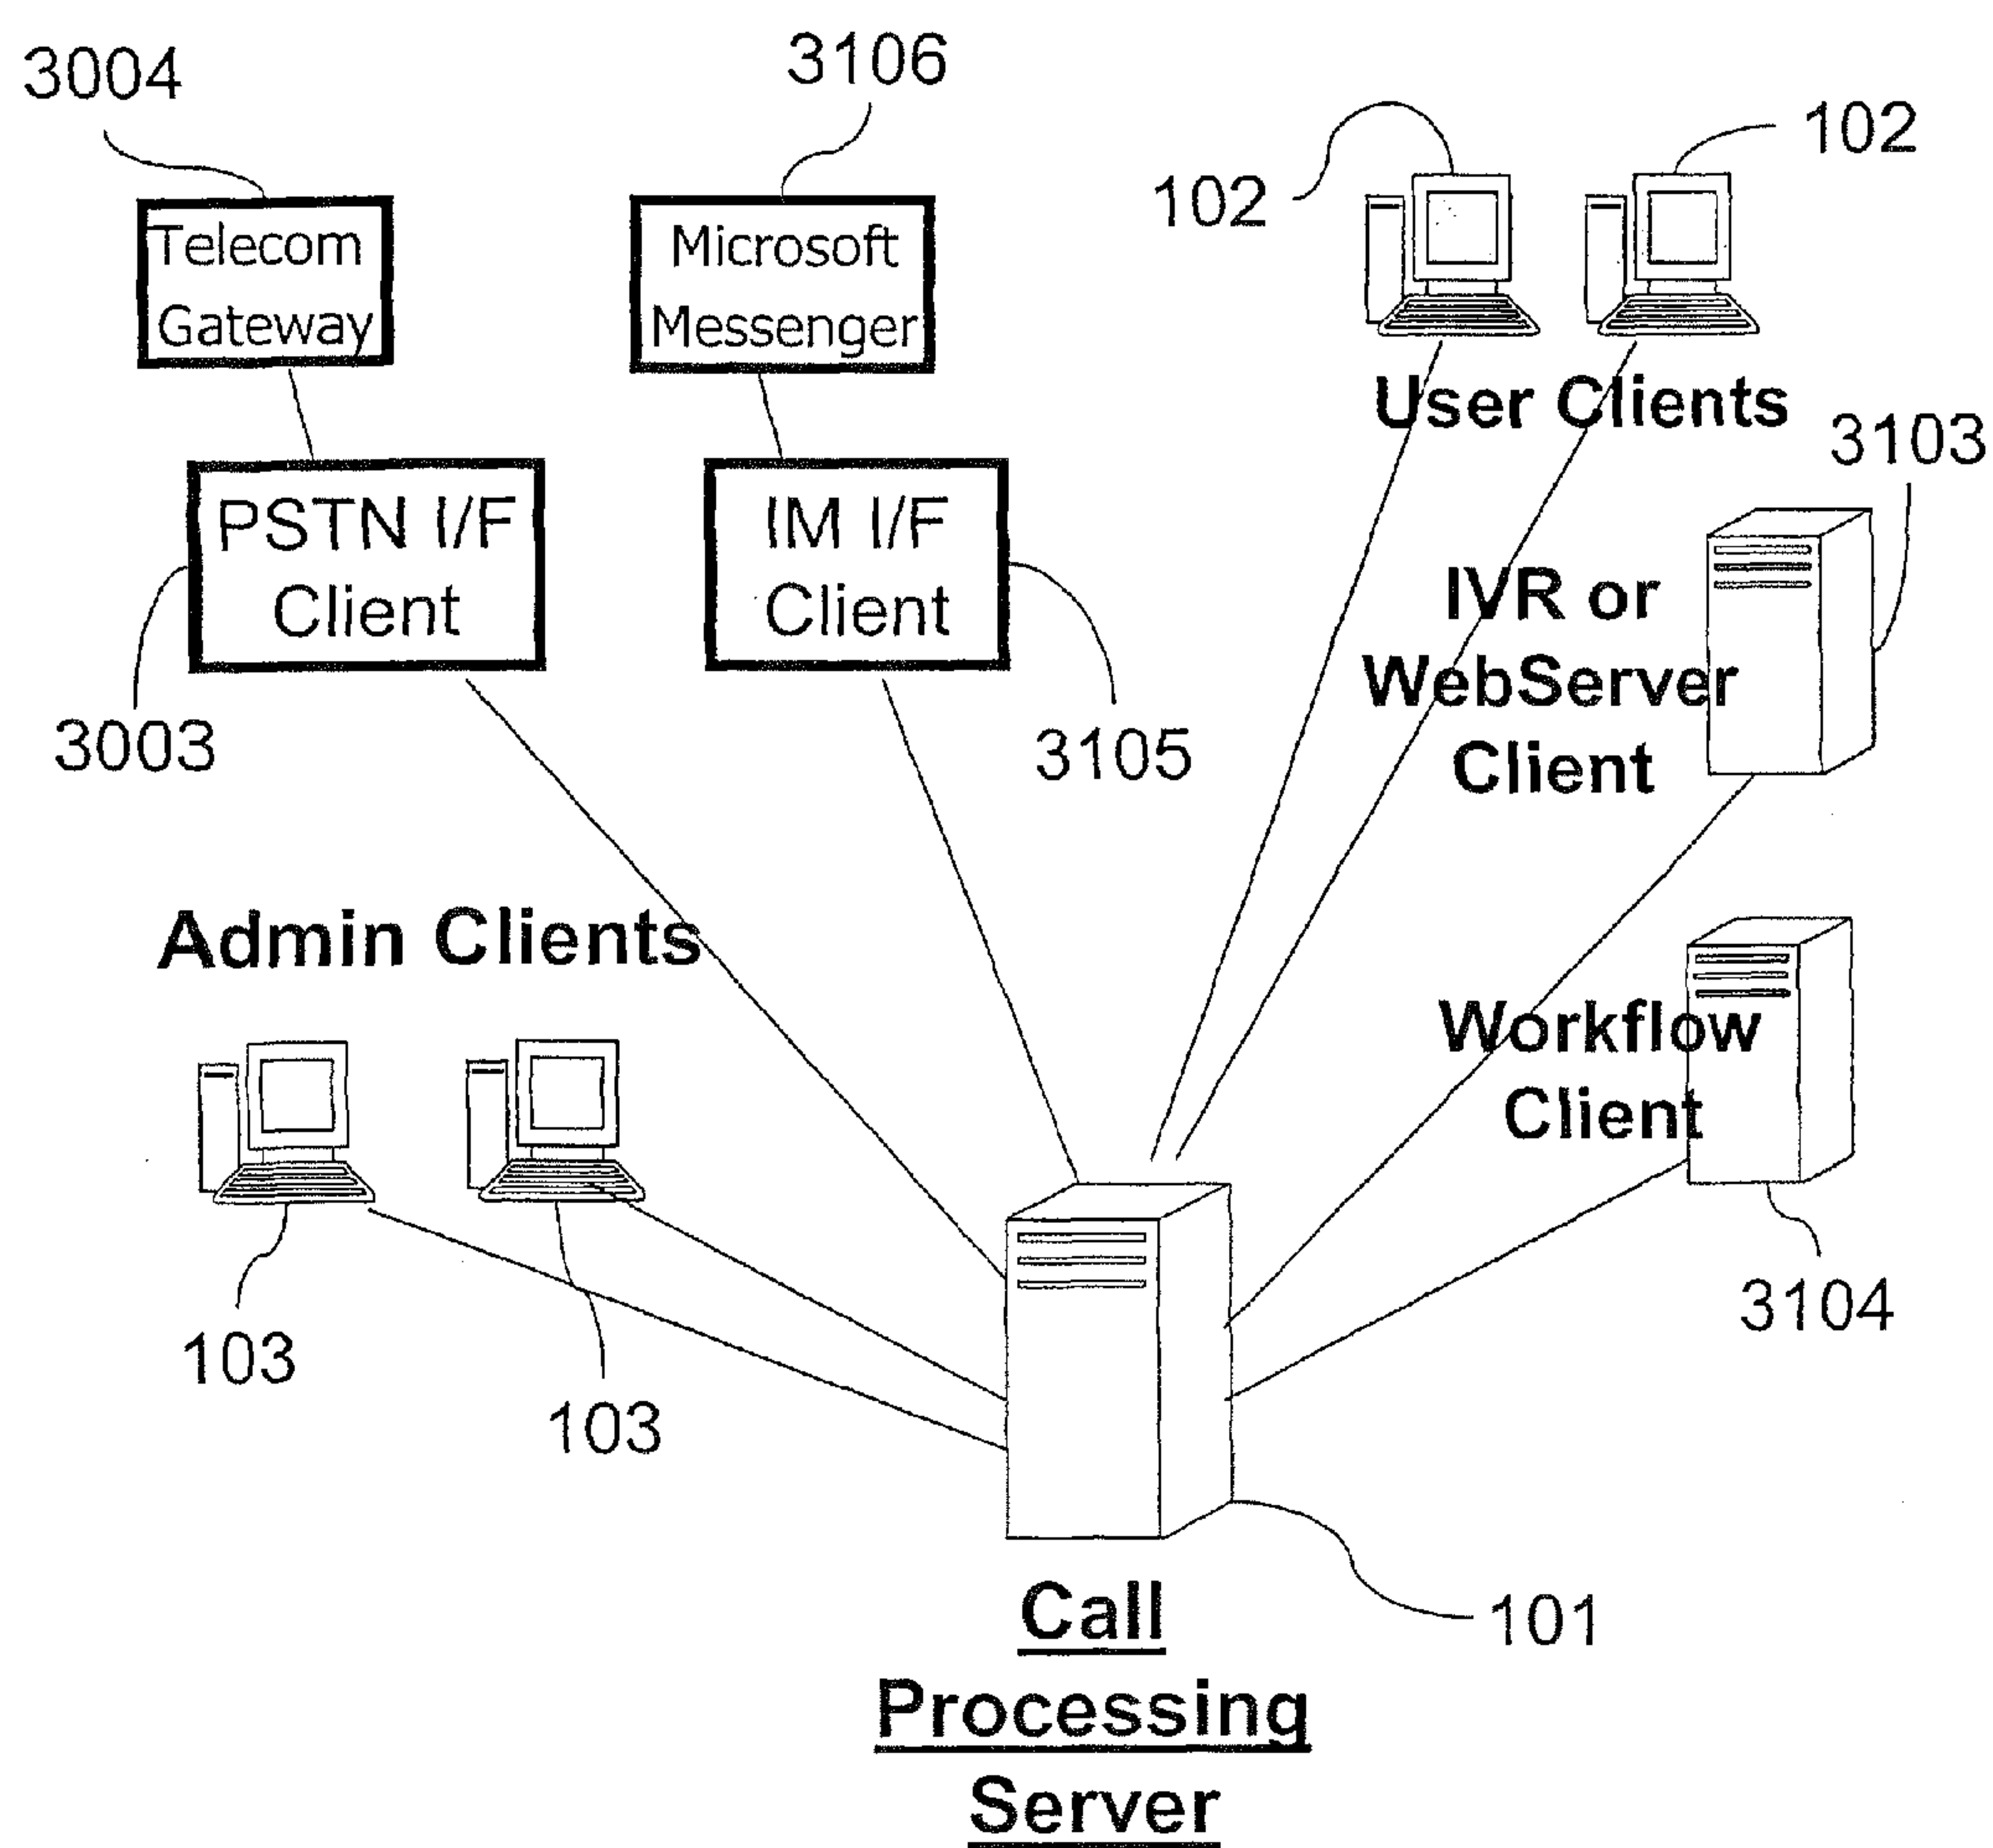 3004
3106
102
102
Telecom
Gateway
Microsoft
Messenger
User Clients
3103
PSTN I/F
Client
IM I/F
Client
IVR or
WebServer
Client
3003
3105
Admin Clients
Workflow
Client
3104
103
103
101
Call
Processing
Server